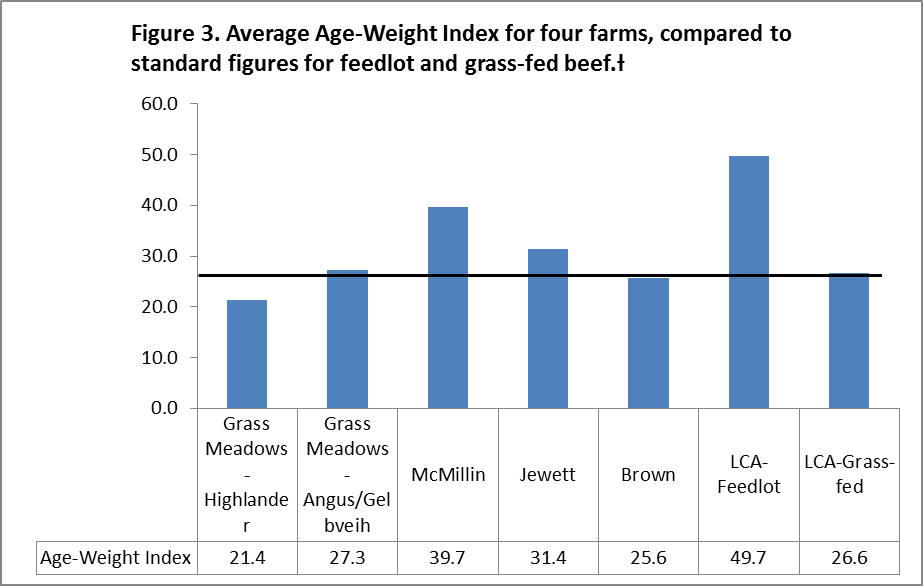 Figure 3. Average Age-Weight Index for four farms, compared to
standard figures for feedlot and grass-fed beef.ƚ
60.0
50.0
40.0
30.0
20.0
10.0
0.0
Grass
Meadows
-
Highlande
r
Grass
Meadows-
-
Angus/Gel
bveih
McMillin
Jewett
Brown
LCA-
Feedlot
LCA-Grass-
fed
Age-Weight Index 21.4 27.3 39.7 31.4 25.6 49.7 26.6